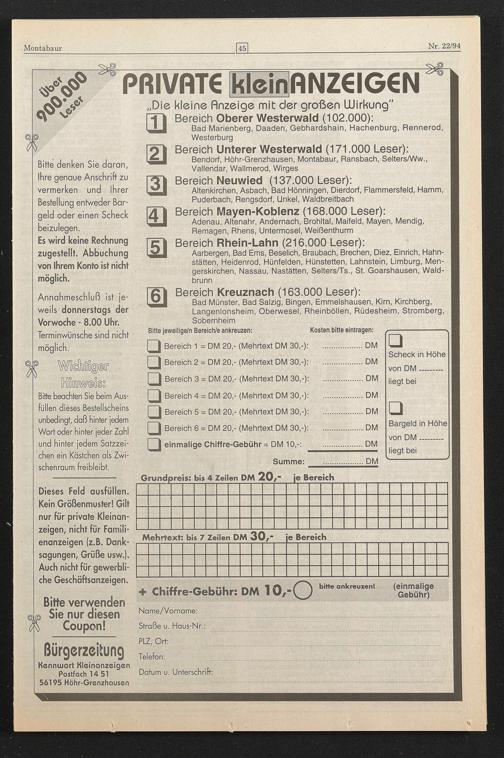 Montabaur
45
Nr. 22/94
Über
900.000
Leser
PRIVATE kleinANZEIGEN
„Die kleine Anzeige mit der großen Wirkung"
1 Bereich Oberer Westerwald (102.000):
Bad Marienberg, Daaden, Gebhardshain, Hachenburg, Rennerod,
Westerburg
2 Bereich Unterer Westerwald (171.000 Leser):
Bendorf, Höhr-Grenzhausen, Montabaur, Ransbach, Selters/Ww.,
Vallendar, Wallmerod, Wirges
3 Bereich Neuwied (137.000 Leser):
Altenkirchen, Asbach, Bad Hönningen, Dierdorf, Flammersfeld, Hamm,
Puderbach, Rengsdorf, Unkel, Waldbreitbach
4 Bereich Mayen-Koblenz (168.000 Leser):
Adenau, Altenahr, Andernach, Brohltal, Maifeld, Mayen, Mendig,
Remagen, Rhens, Untermosel, Weißenthurm
5 Bereich Rhein-Lahn (216.000 Leser):
Aarbergen, Bad Ems, Beselich, Braubach, Brechen, Diez, Einrich, Hahn-
stätten, Heidenrod, Hünfelden, Hünstetten, Lahnstein, Limburg, Men-
gerskirchen, Nassau, Nastätten, Selters/Ts., St. Goarshausen, Wald-
brunn
6 Bereich Kreuznach (163.000 Leser):
Bad Münster, Bad Salzig, Bingen, Emmelshausen, Kirn, Kirchberg,
Langenlonsheim, Oberwesel, Rheinböllen, Rüdesheim, Stromberg,
Sobernheim
Bitte denken Sie daran,
Ihre genaue Anschrift zu
vermerken und Ihrer
Bestellung entweder Bar-
geld oder einen Scheck
beizulegen.
Es wird keine Rechnung
zugestellt. Abbuchung
von Ihrem Konto ist nicht
möglich.
Annahmeschluß ist je-
weils donnerstags der
Vorwoche - 8.00 Uhr.
Terminwünsche sind nicht
möglich.
Wichtiger
Hinweis:
Bitte beachten Sie beim Aus-
füllen dieses Bestellscheins
unbedingt, daß hinter jedem
Wort oder hinter jeder Zahl
und hinter jedem Satzzei-
chen ein Kästchen als Zwi-
schenraum freibleibt.
Dieses Feld ausfüllen.
Kein Größenmuster! Gilt
nur für private Kleinan-
zeigen, nicht für Famili-
enanzeigen (z.B. Dank-
sagungen, Grüße usw.).
Auch nicht für gewerbli-
che Geschäftsanzeigen.
Bitte verwenden
Sie nur diesen
Coupon!
Bürgerzeitung
Kennwort Kleinanzeigen
Postfach 14 51
56195 Höhr-Grenzhausen
Bitte jeweiligen Bereich/e ankreuzen: Kosten bitte eintragen:
Bereich 1 = DM 20,- (Mehrtext DM 30,-): ................ DM
Bereich 2 = DM 20,- (Mehrtext DM 30,-): ................ DM
Bereich 3 = DM 20,- (Mehrtext DM 30,-): ................ DM
Bereich 4 = DM 20,- (Mehrtext DM 30,-): ................ DM
Bereich 5 = DM 20,- (Mehrtext DM 30,-): ................ DM
Bereich 6 = DM 20,- (Mehrtext DM 30,-): ................ DM
einmalige Chiffre-Gebühr = DM 10,-: ................ DM
Summe: ________ DM
Scheck in Höhe
von DM ________
liegt bei
Bargeld in Höhe
von DM ________
liegt bei
Grundpreis: bis 4 Zeilen DM 20,- je Bereich
Mehrtext: bis 7 Zeilen DM 30,- je Bereich
+ Chiffre-Gebühr: DM 10,- bitte ankreuzen! (einmalige
Gebühr)
Name/Vorname:
Straße u. Haus-Nr.:
PLZ, Ort:
Telefon:
Datum u. Unterschrift: